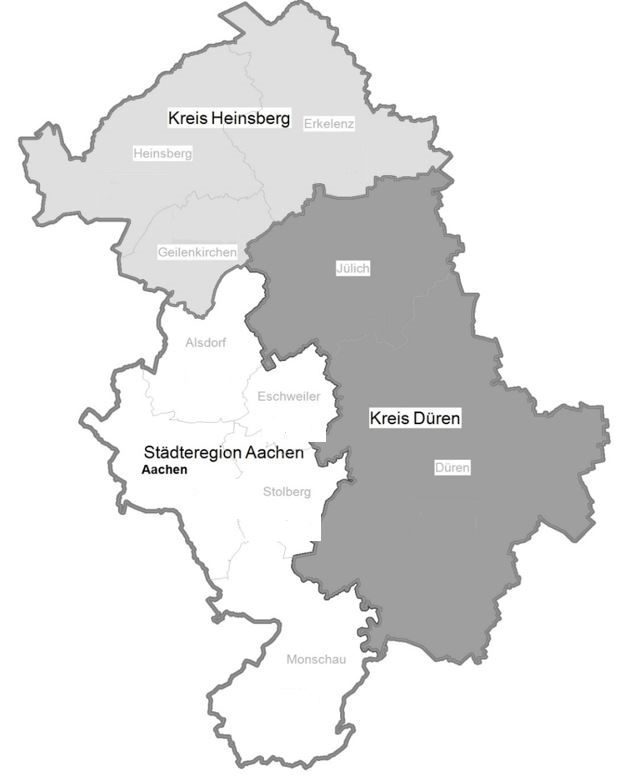 Kreis Heinsberg
Erkelenz
Heinsberg
Geilenkirchen
Jülich
Alsdorf
Eschweiler
Kreis Düren
Städteregion Aachen
Aachen
Düren
Stolberg
Monschau